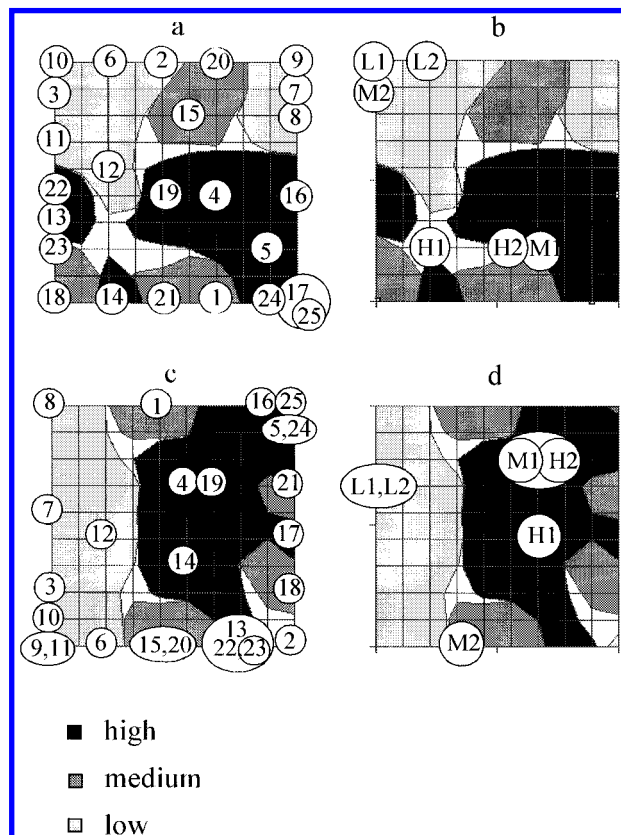 a b
10 6 2 20 9
3 7
15 8
11
12
22 19 4 16
13
23 5
18 14 21 1 24 17
25
L1 L2
M2
H1 H2 M1
c d
8 1 16 25
5,24
4 19 21
7
12 17
14
3 18
10 13
9,11 6 15,20 22 23 2
M1 H2
L1,L2
H1
M2
high
medium
low